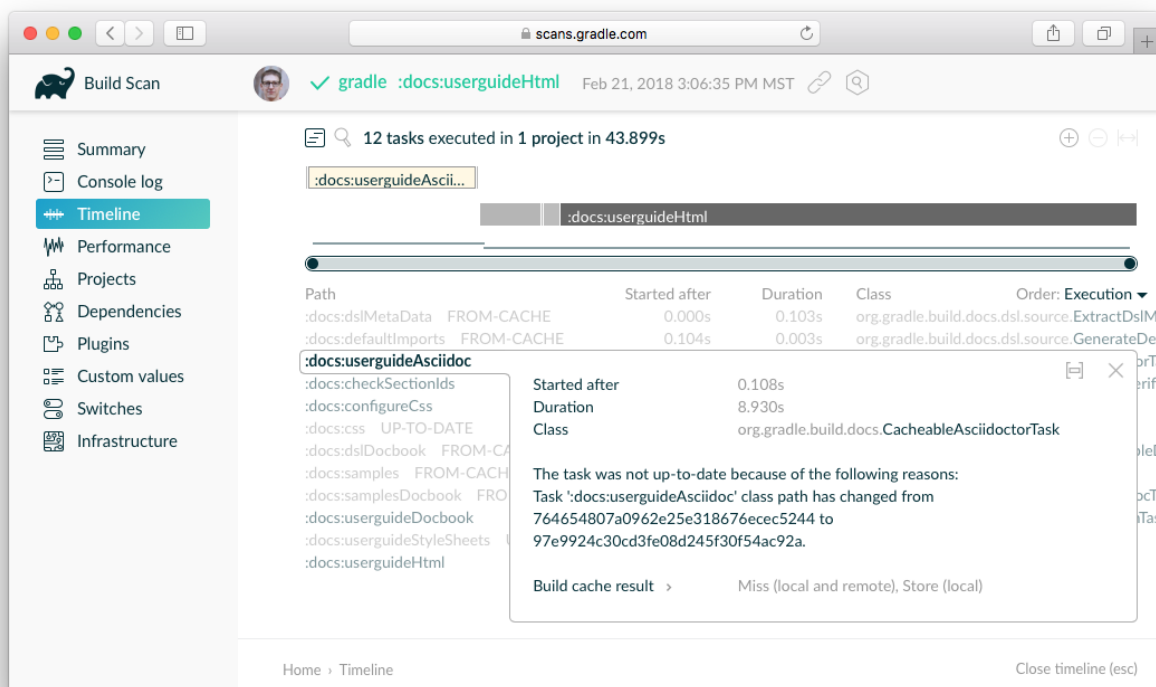 scans.gradle.com
Build Scan
gradle :docs:userguideHtml Feb 21, 2018 3:06:35 PM MST
Summary
Console log
Timeline
Performance
Projects
Dependencies
Plugins
Custom values
Switches
Infrastructure
12 tasks executed in 1 project in 43.899s
:docs:userguideAscii...
:docs:userguideHtml
Path Started after Duration Class Order: Execution
:docs:dslMetaData FROM-CACHE 0.000s 0.103s org.gradle.build.docs.dsl.source.ExtractDslM
:docs:defaultImports FROM-CACHE 0.104s 0.003s org.gradle.build.docs.dsl.source.GenerateDe
:docs:userguideAsciidoc
:docs:checkSectionIds
:docs:configureCss
:docs:css UP-TO-DATE
:docs:dslDocbook FROM-CA
:docs:samples FROM-CACH
:docs:samplesDocbook FRO
:docs:userguideDocbook
:docs:userguideStyleSheets
:docs:userguideHtml
Started after 0.108s
Duration 8.930s
Class org.gradle.build.docs.CacheableAsciidoctorTask
The task was not up-to-date because of the following reasons:
Task ':docs:userguideAsciidoc' class path has changed from
764654807a0962e25e318676ecec5244 to
97e9924c30cd3fe08d245f30f54ac92a.
Build cache result › Miss (local and remote), Store (local)
Home › Timeline
Close timeline (esc)